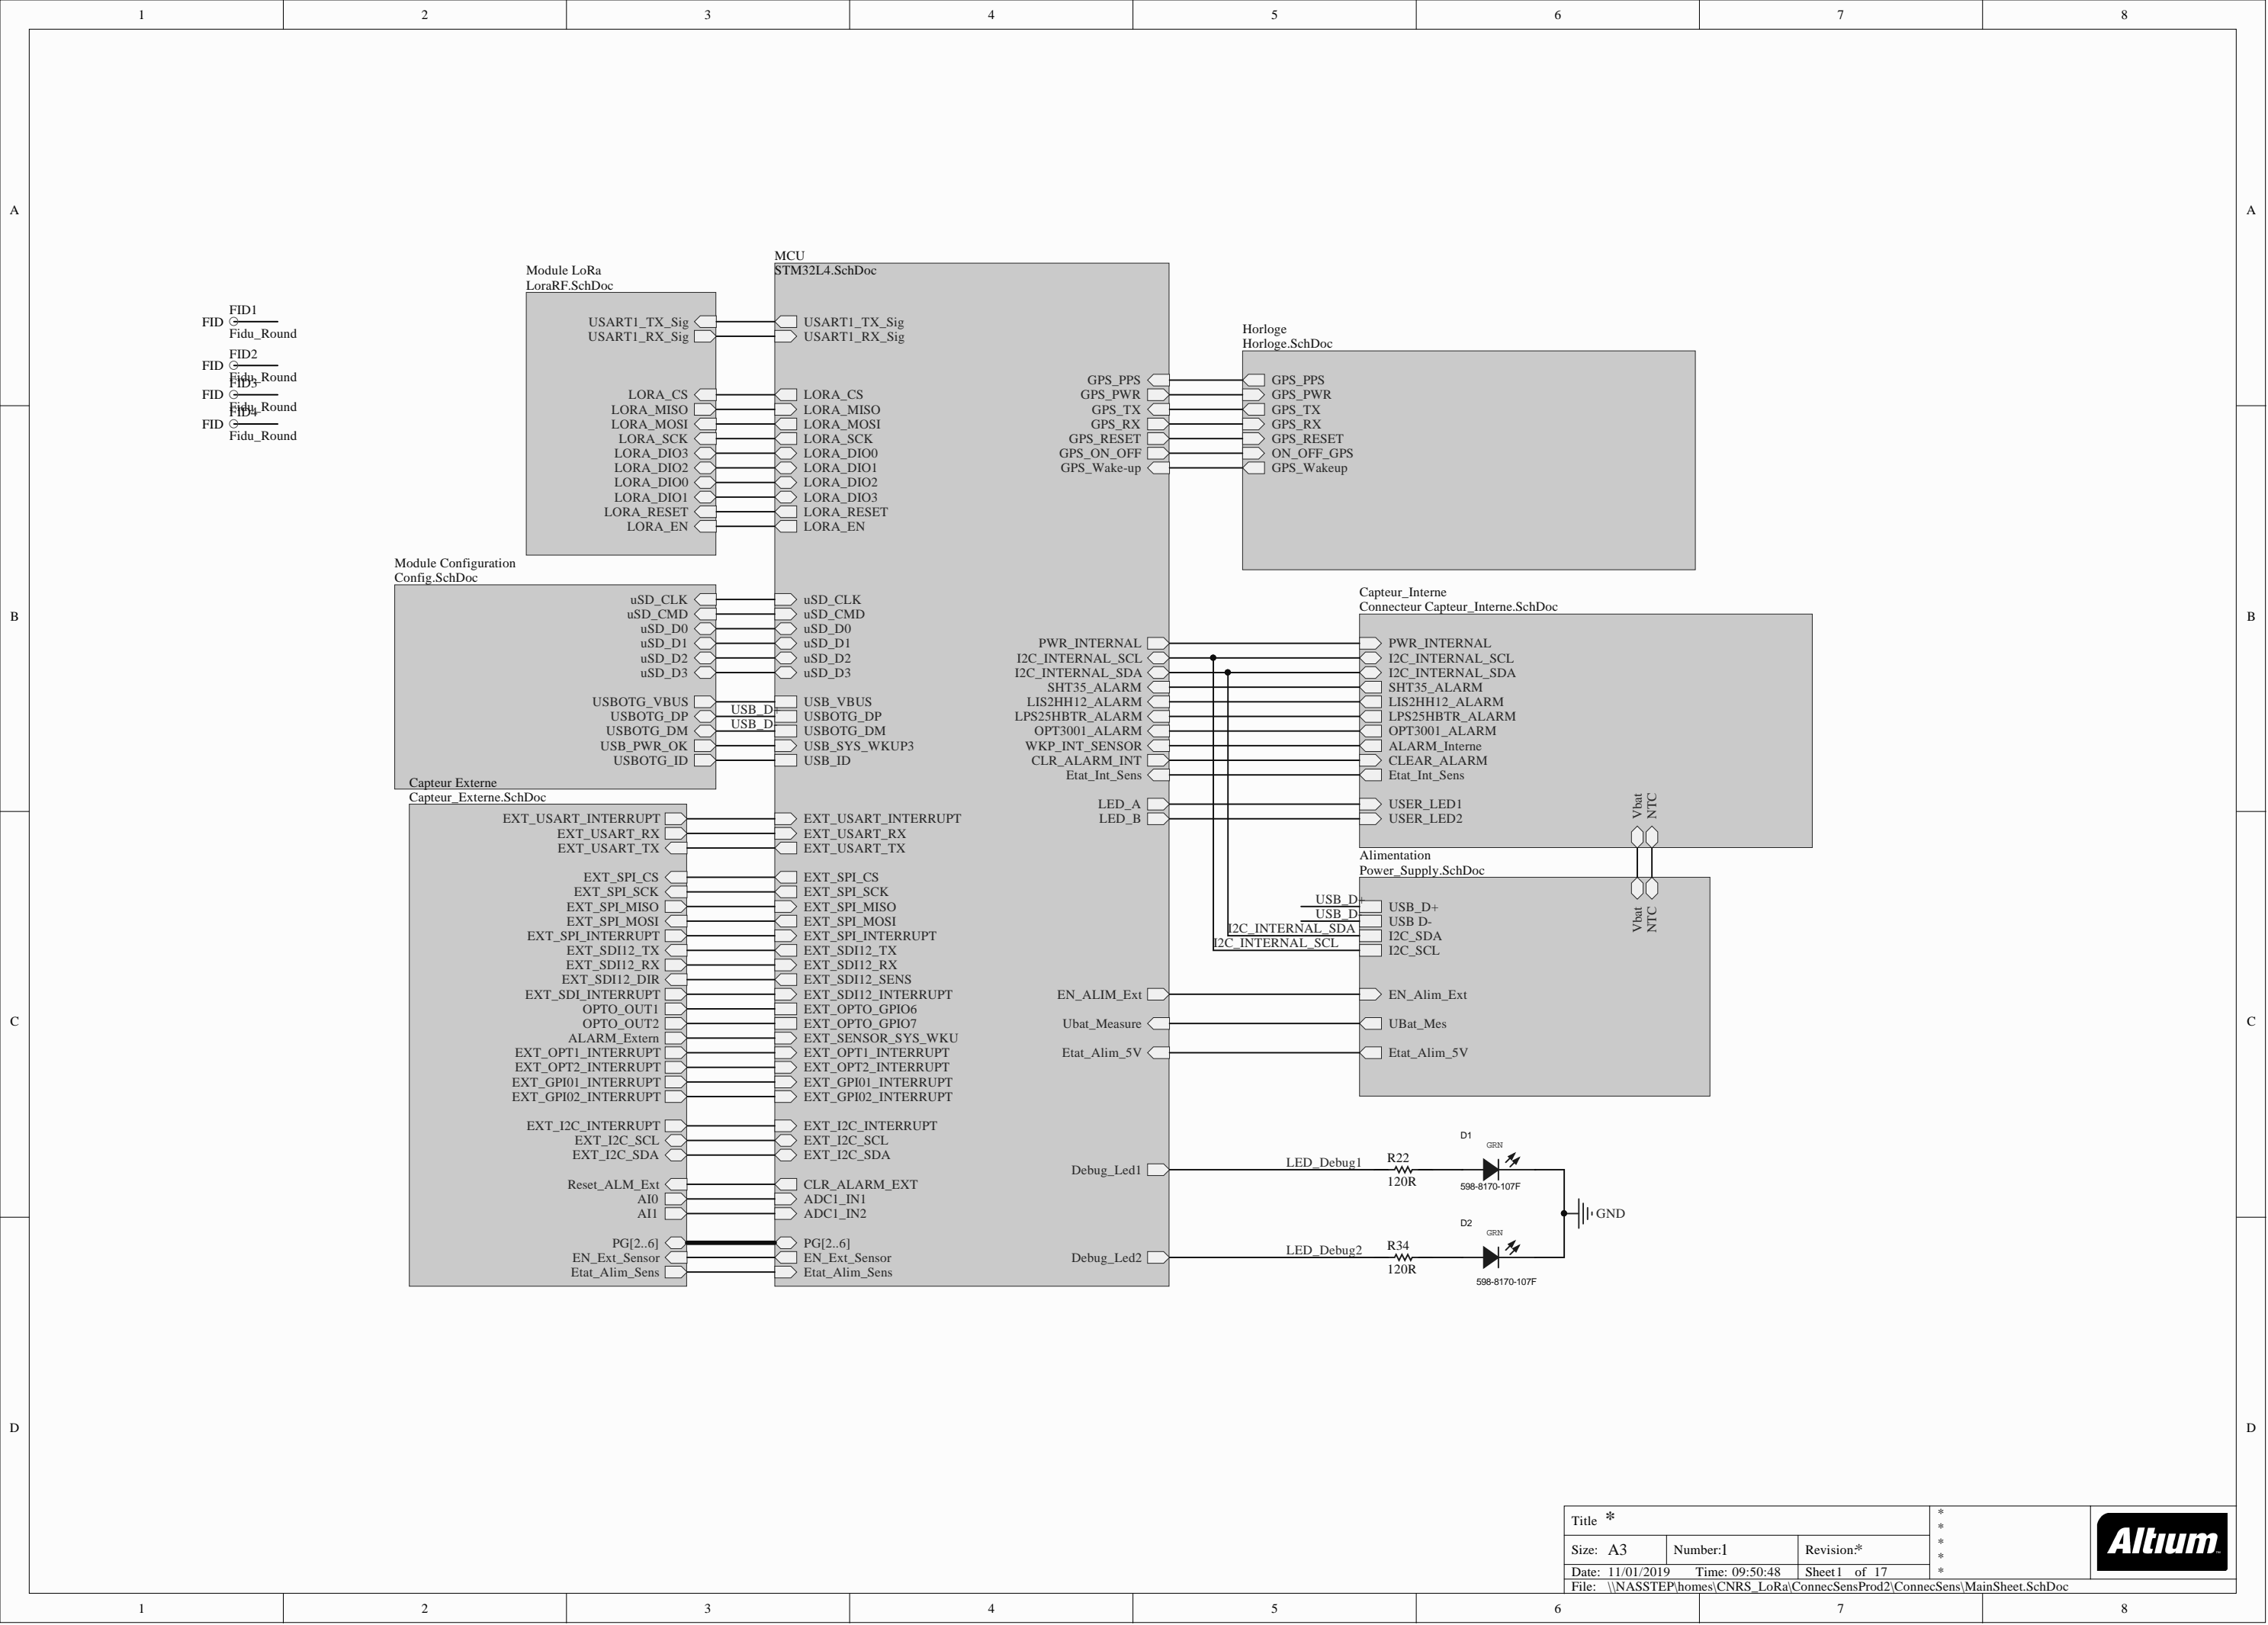 1 2 3 4 5 6 7 8
A A
B B
C C
D D
FID1
FID
Fidu_Round
FID2
FID
Fidu_Round
FID3
FID
Fidu_Round
FID4
FID
Fidu_Round
Module LoRa
LoraRF.SchDoc
USART1_TX_Sig
USART1_RX_Sig
LORA_CS
LORA_MISO
LORA_MOSI
LORA_SCK
LORA_DIO3
LORA_DIO2
LORA_DIO0
LORA_DIO1
LORA_RESET
LORA_EN
Module Configuration
Config.SchDoc
uSD_CLK
uSD_CMD
uSD_D0
uSD_D1
uSD_D2
uSD_D3
USBOTG_VBUS
USBOTG_DP
USBOTG_DM
USB_PWR_OK
USBOTG_ID
USB_D+
USB_D
Capteur Externe
Capteur_Externe.SchDoc
EXT_USART_INTERRUPT
EXT_USART_RX
EXT_USART_TX
EXT_SPI_CS
EXT_SPI_SCK
EXT_SPI_MISO
EXT_SPI_MOSI
EXT_SPI_INTERRUPT
EXT_SDI12_TX
EXT_SDI12_RX
EXT_SDI12_DIR
EXT_SDI_INTERRUPT
OPTO_OUT1
OPTO_OUT2
ALARM_Extern
EXT_OPT1_INTERRUPT
EXT_OPT2_INTERRUPT
EXT_GPI01_INTERRUPT
EXT_GPI02_INTERRUPT
EXT_I2C_INTERRUPT
EXT_I2C_SCL
EXT_I2C_SDA
Reset_ALM_Ext
AI0
AI1
PG[2..6]
EN_Ext_Sensor
Etat_Alim_Sens
MCU
STM32L4.SchDoc
USART1_TX_Sig
USART1_RX_Sig
LORA_CS
LORA_MISO
LORA_MOSI
LORA_SCK
LORA_DIO0
LORA_DIO1
LORA_DIO2
LORA_DIO3
LORA_RESET
LORA_EN
uSD_CLK
uSD_CMD
uSD_D0
uSD_D1
uSD_D2
uSD_D3
USB_VBUS
USBOTG_DP
USBOTG_DM
USB_SYS_WKUP3
USB_ID
EXT_USART_INTERRUPT
EXT_USART_RX
EXT_USART_TX
EXT_SPI_CS
EXT_SPI_SCK
EXT_SPI_MISO
EXT_SPI_MOSI
EXT_SPI_INTERRUPT
EXT_SDI12_TX
EXT_SDI12_RX
EXT_SDI12_SENS
EXT_SDI12_INTERRUPT
EXT_OPTO_GPIO6
EXT_OPTO_GPIO7
EXT_SENSOR_SYS_WKU
EXT_OPT1_INTERRUPT
EXT_OPT2_INTERRUPT
EXT_GPI01_INTERRUPT
EXT_GPI02_INTERRUPT
EXT_I2C_INTERRUPT
EXT_I2C_SCL
EXT_I2C_SDA
CLR_ALARM_EXT
ADC1_IN1
ADC1_IN2
PG[2..6]
EN_Ext_Sensor
Etat_Alim_Sens
GPS_PPS
GPS_PWR
GPS_TX
GPS_RX
GPS_RESET
GPS_ON_OFF
GPS_Wake-up
PWR_INTERNAL
I2C_INTERNAL_SCL
I2C_INTERNAL_SDA
SHT35_ALARM
LIS2HH12_ALARM
LPS25HBTR_ALARM
OPT3001_ALARM
WKP_INT_SENSOR
CLR_ALARM_INT
Etat_Int_Sens
LED_A
LED_B
EN_ALIM_Ext
Ubat_Measure
Etat_Alim_5V
Debug_Led1
Debug_Led2
Horloge
Horloge.SchDoc
GPS_PPS
GPS_PWR
GPS_TX
GPS_RX
GPS_RESET
ON_OFF_GPS
GPS_Wakeup
Capteur_Interne
Connecteur Capteur_Interne.SchDoc
PWR_INTERNAL
I2C_INTERNAL_SCL
I2C_INTERNAL_SDA
SHT35_ALARM
LIS2HH12_ALARM
LPS25HBTR_ALARM
OPT3001_ALARM
ALARM_Interne
CLEAR_ALARM
Etat_Int_Sens
USER_LED1
USER_LED2
Vbat
NTC
Alimentation
Power_Supply.SchDoc
USB_D+
USB_D
I2C_INTERNAL_SDA
I2C_INTERNAL_SCL
USB_D+
USB D-
I2C_SDA
I2C_SCL
Vbat
NTC
EN_Alim_Ext
UBat_Mes
Etat_Alim_5V
D1
GRN
LED_Debug1
R22
120R
598-8170-107F
D2
GRN
LED_Debug2
R34
120R
598-8170-107F
GND
Title *
Size: A3 Number:1 Revision:*
Date: 11/01/2019 Time: 09:50:48 Sheet1 of 17
File: \\NASSTEP\homes\CNRS_LoRa\ConnecSensProd2\ConnecSens\MainSheet.SchDoc
*
*
*
*
*
Altium
1 2 3 4 5 6 7 8